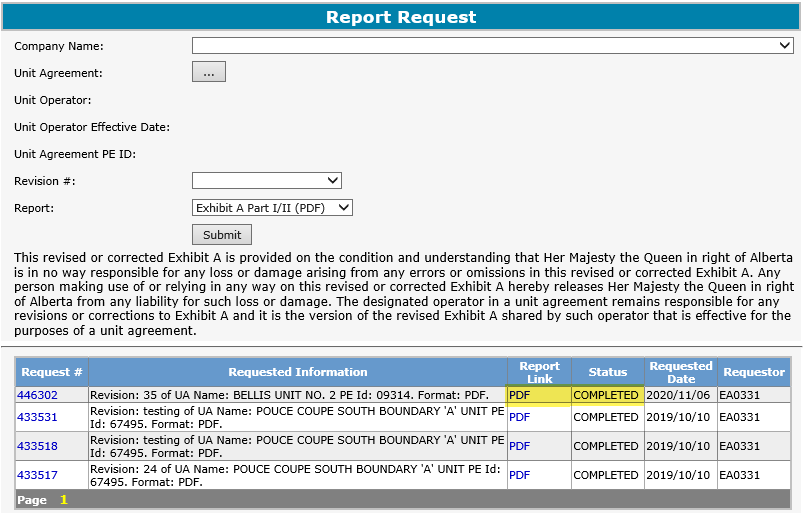 Report Request
Company Name:
Unit Agreement:
...
Unit Operator:
Unit Operator Effective Date:
Unit Agreement PE ID:
Revision #:
Report:
Exhibit A Part I/II (PDF)
Submit
This revised or corrected Exhibit A is provided on the condition and understanding that Her Majesty the Queen in right of Alberta
is in no way responsible for any loss or damage arising from any errors or omissions in this revised or corrected Exhibit A. Any
person making use of or relying in any way on this revised or corrected Exhibit A hereby releases Her Majesty the Queen in right
of Alberta from any liability for such loss or damage. The designated operator in a unit agreement remains responsible for any
revisions or corrections to Exhibit A and it is the version of the revised Exhibit A shared by such operator that is effective for the
purposes of a unit agreement.
Request # Requested Information Report Link Status Requested Date Requestor
446302 Revision: 35 of UA Name: BELLIS UNIT NO. 2 PE Id: 09314. Format: PDF. PDF COMPLETED 2020/11/06 EA0331
433531 Revision: testing of UA Name: POUCE COUPE SOUTH BOUNDARY 'A' UNIT PE
Id: 67495. Format: PDF. PDF COMPLETED 2019/10/10 EA0331
433518 Revision: testing of UA Name: POUCE COUPE SOUTH BOUNDARY 'A' UNIT PE
Id: 67495. Format: PDF. PDF COMPLETED 2019/10/10 EA0331
433517 Revision: 24 of UA Name: POUCE COUPE SOUTH BOUNDARY 'A' UNIT PE Id:
67495. Format: PDF. PDF COMPLETED 2019/10/10 EA0331
Page 1